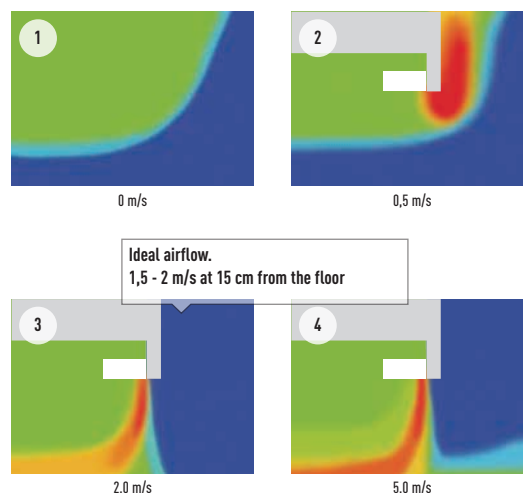 1
2
0 m/s
0,5 m/s
Ideal airflow.
1,5 - 2 m/s at 15 cm from the floor
3
4
2.0 m/s
5.0 m/s